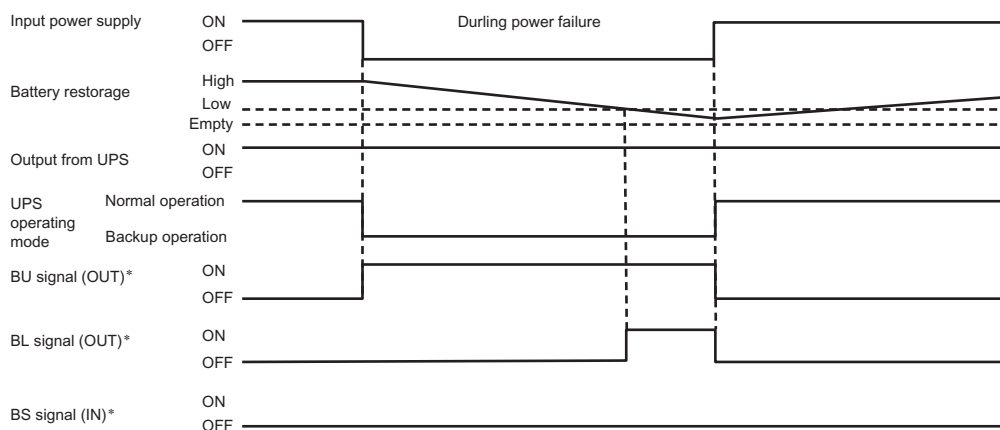 Input power supply
ON
OFF
Durling power failure
Battery restorage
High
Low
Empty
Output from UPS
ON
OFF
UPS
operating
mode
Normal operation
Backup operation
BU signal (OUT)*
ON
OFF
BL signal (OUT)*
ON
OFF
BS signal (IN)*
ON
OFF